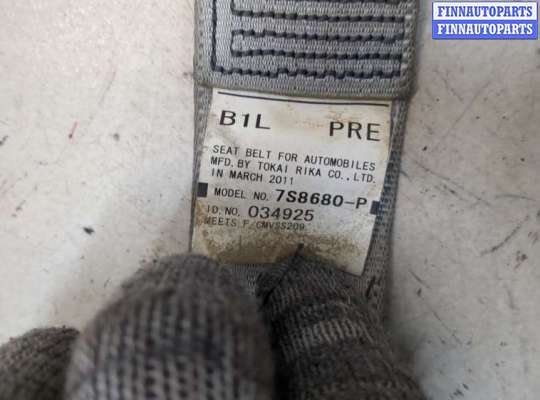 FINNAUTOPARTS
FINNAUTOPARTS
B1L PRE
SEAT BELT FOR AUTOMOBILES
MFD. BY TOKAI RIKA CO., LTD.
IN MARCH 2011
MODEL NO. 7S8680-P
ID. NO. 034925
MEETS F/CMVSS209